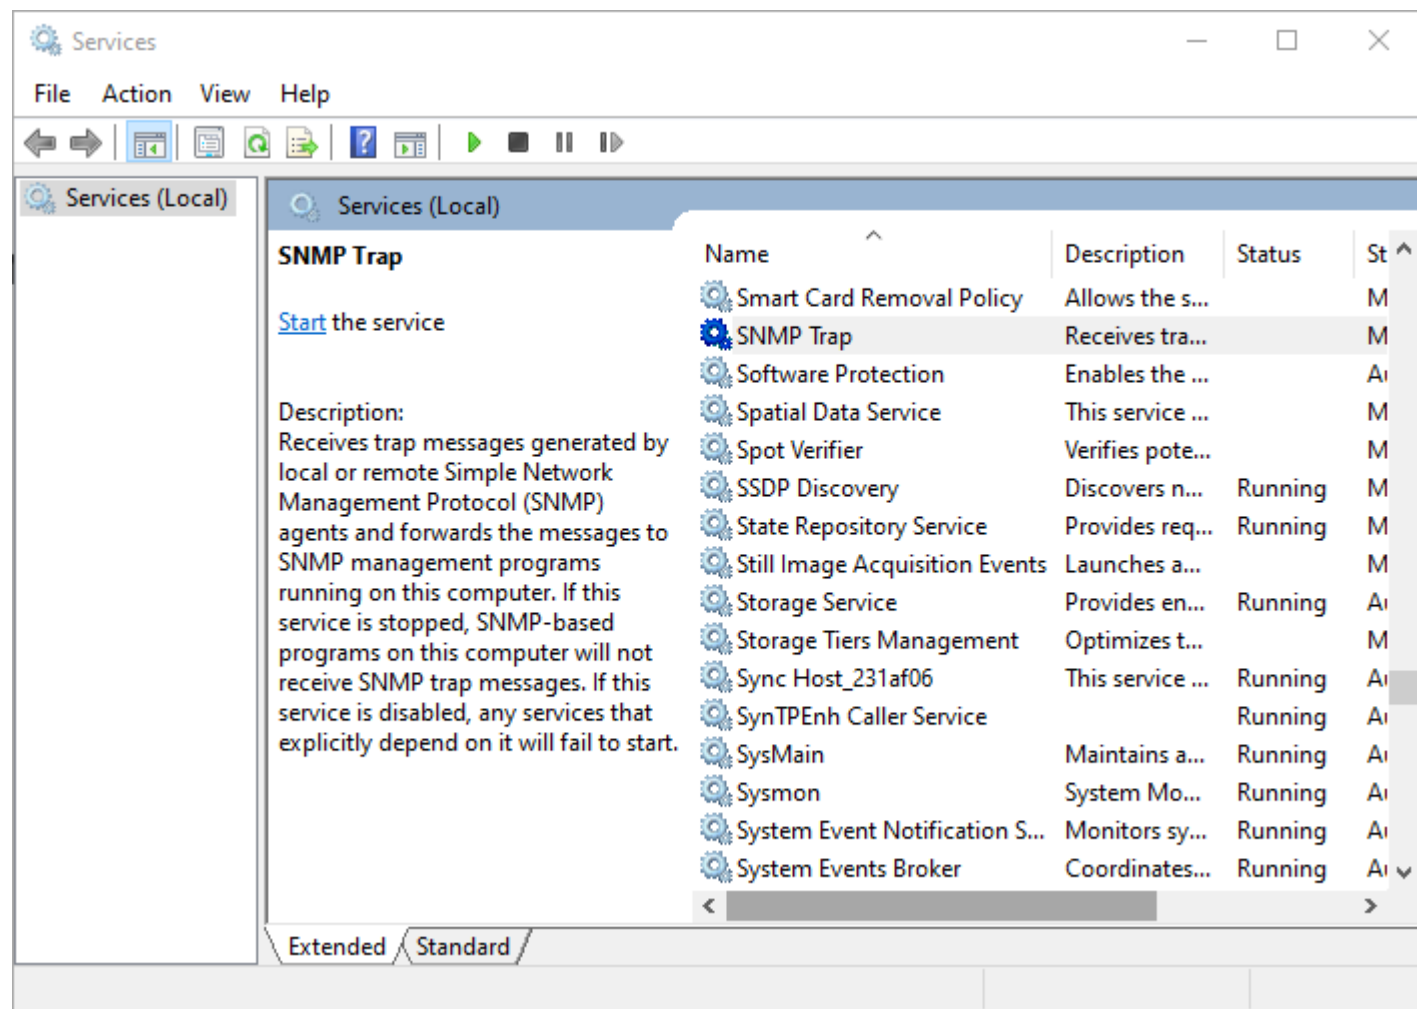 Services
File Action View Help
Services (Local)
Services (Local)
SNMP Trap
Start the service
Description:
Receives trap messages generated by
local or remote Simple Network
Management Protocol (SNMP)
agents and forwards the messages to
SNMP management programs
running on this computer. If this
service is stopped, SNMP-based
programs on this computer will not
receive SNMP trap messages. If this
service is disabled, any services that
explicitly depend on it will fail to start.
Name Description Status St
Smart Card Removal Policy Allows the s... M
SNMP Trap Receives tra... M
Software Protection Enables the ... Au
Spatial Data Service This service ... M
Spot Verifier Verifies pote... M
SSDP Discovery Discovers n... Running M
State Repository Service Provides req... Running M
Still Image Acquisition Events Launches a... M
Storage Service Provides en... Running Au
Storage Tiers Management Optimizes t... M
Sync Host_231af06 This service ... Running Au
SynTPEnh Caller Service Running Au
SysMain Maintains a... Running Au
Sysmon System Mo... Running Au
System Event Notification S... Monitors sy... Running Au
System Events Broker Coordinates... Running Au
Extended Standard